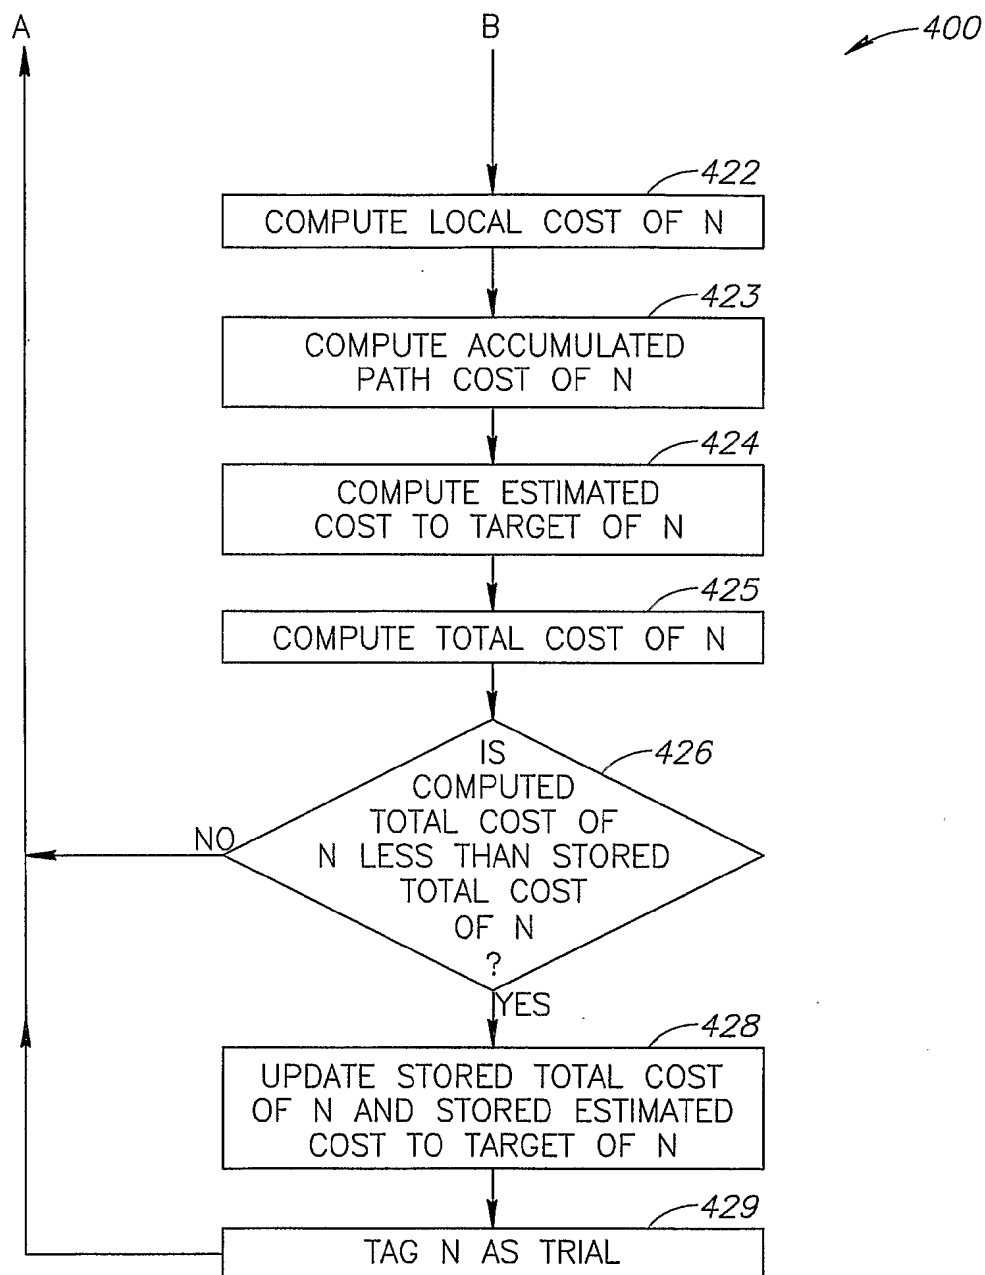 A
B
400
422
COMPUTE LOCAL COST OF N
423
COMPUTE ACCUMULATED
PATH COST OF N
424
COMPUTE ESTIMATED
COST TO TARGET OF N
425
COMPUTE TOTAL COST OF N
426
IS
COMPUTED
TOTAL COST OF
N LESS THAN STORED
TOTAL COST
OF N
?
NO
YES
428
UPDATE STORED TOTAL COST
OF N AND STORED ESTIMATED
COST TO TARGET OF N
429
TAG N AS TRIAL